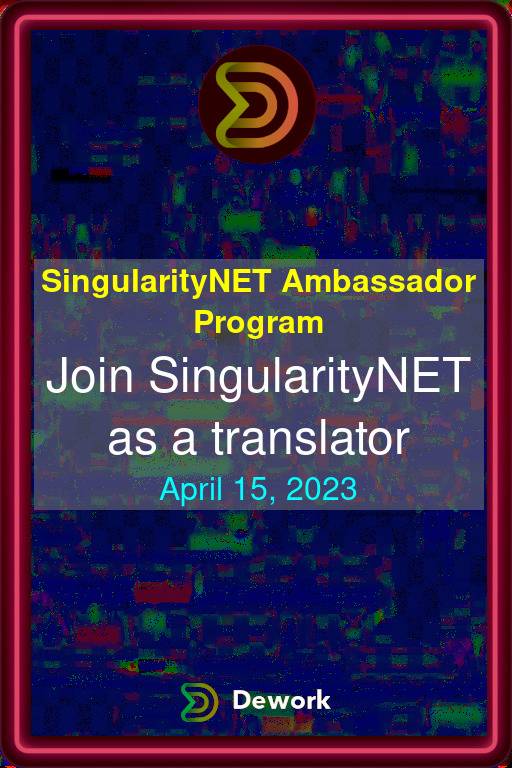 SingularityNET Ambassador
Program
Join SingularityNET
as a translator
April 15, 2023
Dework